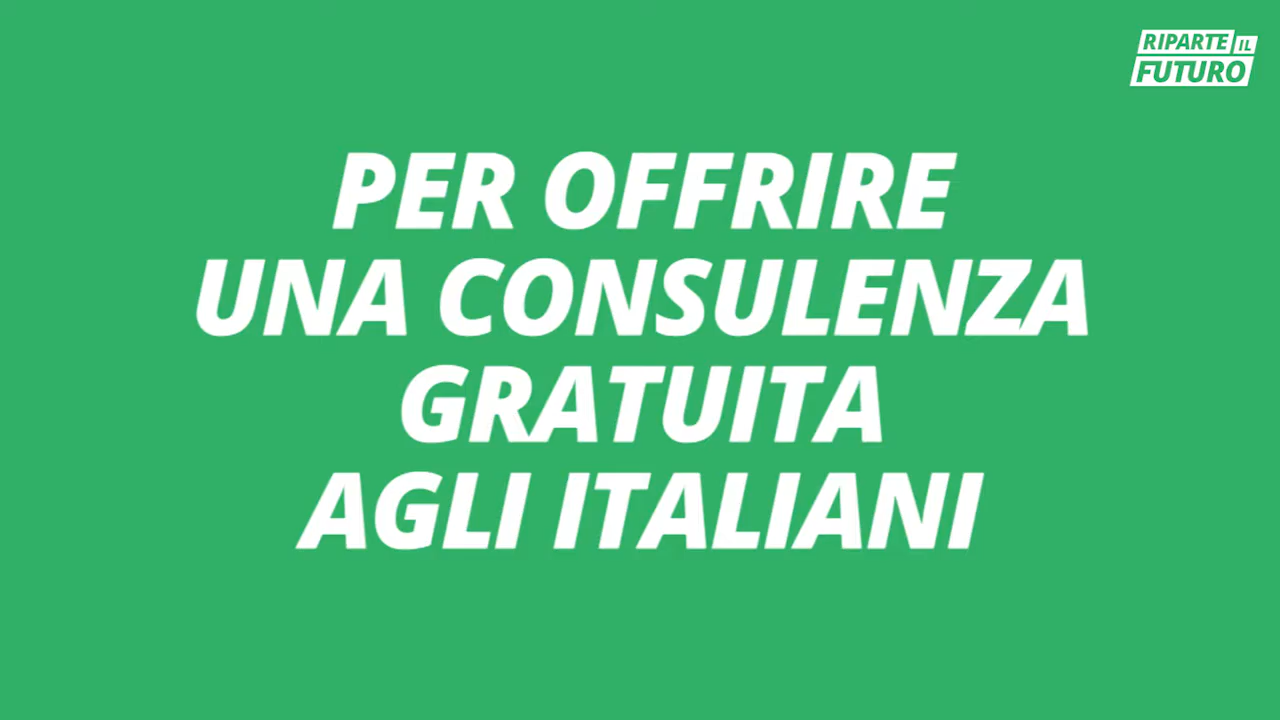 RIPARTE IL
FUTURO
PER OFFRIRE
UNA CONSULENZA
GRATUITA
AGLI ITALIANI